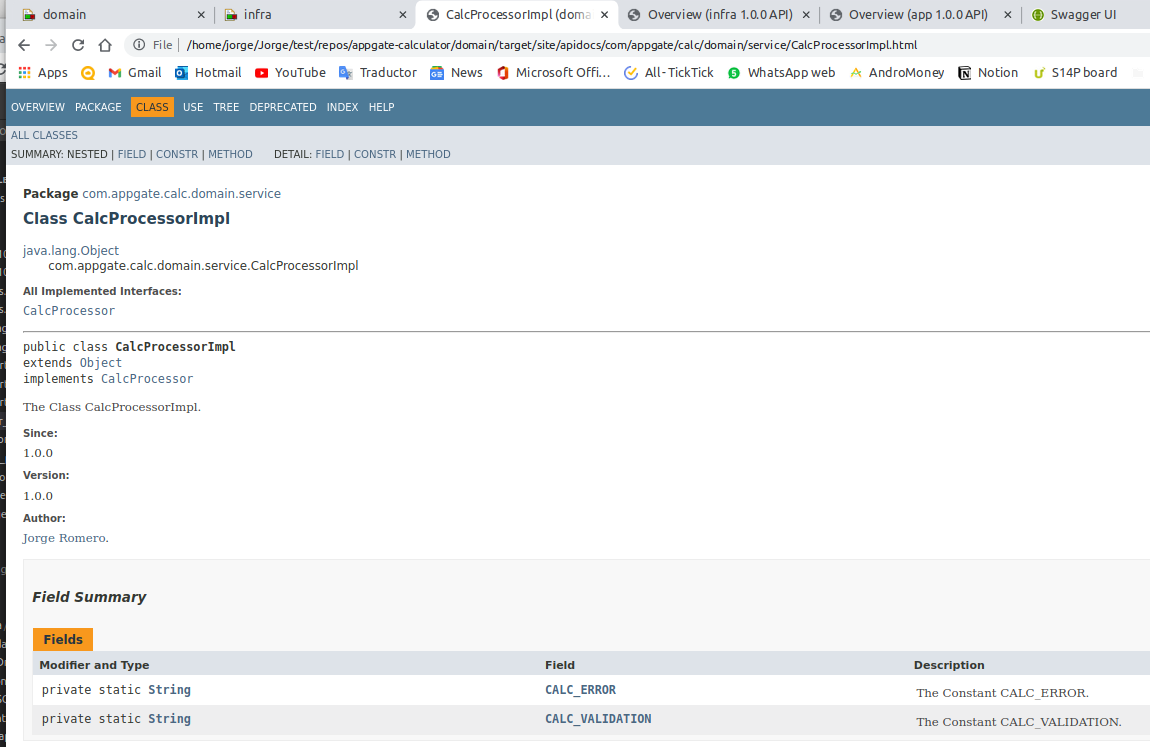 domain
infra
CalcProcessorImpl (doma
Overview (infra 1.0.0 API)
Overview (app 1.0.0 API)
Swagger UI
File /home/jorge/Jorge/test/repos/appgate-calculator/domain/target/site/apidocs/com/appgate/calc/domain/service/CalcProcessorImpl.html
Apps Gmail Hotmail YouTube Traductor News Microsoft Offi... All-TickTick WhatsApp web AndroMoney Notion S14P board
OVERVIEW PACKAGE CLASS USE TREE DEPRECATED INDEX HELP
ALL CLASSES
SUMMARY: NESTED | FIELD | CONSTR | METHOD DETAIL: FIELD | CONSTR | METHOD
Package com.appgate.calc.domain.service
Class CalcProcessorImpl
java.lang.Object
com.appgate.calc.domain.service.CalcProcessorImpl
All Implemented Interfaces:
CalcProcessor
public class CalcProcessorImpl
extends Object
implements CalcProcessor
The Class CalcProcessorImpl.
Since:
1.0.0
Version:
1.0.0
Author:
Jorge Romero.
Field Summary
Fields
Modifier and Type Field Description
private static String CALC_ERROR The Constant CALC_ERROR.
private static String CALC_VALIDATION The Constant CALC_VALIDATION.